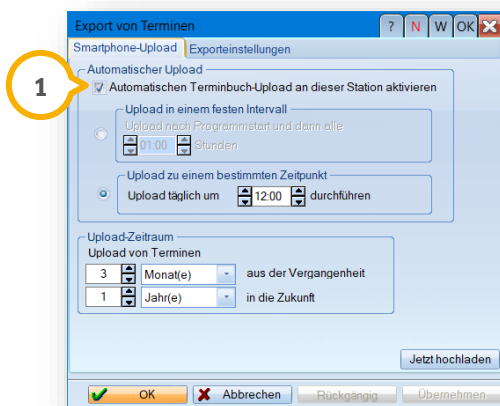 Export von Terminen ? N W OK
Smartphone-Upload Exporteinstellungen
Automatischer Upload
1
Automatischen Terminbuch-Upload an dieser Station aktivieren
Upload in einem festen Intervall
Upload nach Programmstart und dann alle
01:00 Stunden
Upload zu einem bestimmten Zeitpunkt
Upload täglich um 12:00 durchführen
Upload-Zeitraum
Upload von Terminen
3 Monat(e) aus der Vergangenheit
1 Jahr(e) in die Zukunft
Jetzt hochladen
OK Abbrechen Rückgängig Übernehmen